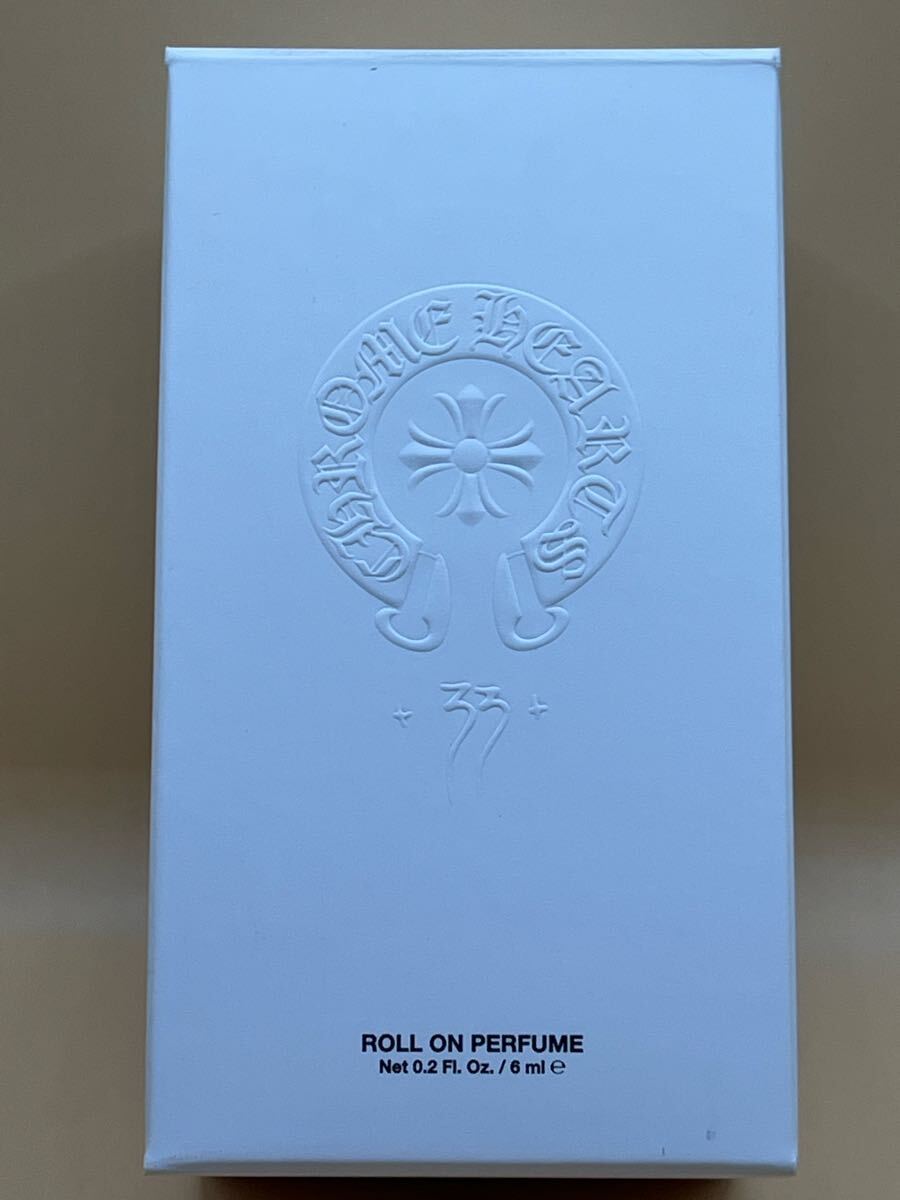 CHROME HEARTS
+ 33 +
ROLL ON PERFUME
Net 0.2 Fl. Oz. / 6 ml ℮